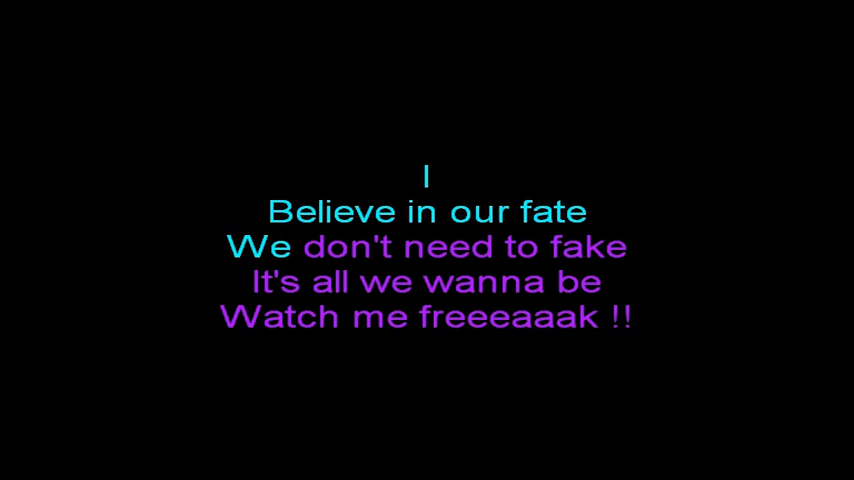 I
Believe in our fate
We don't need to fake
It's all we wanna be
Watch me freeeaaak !!